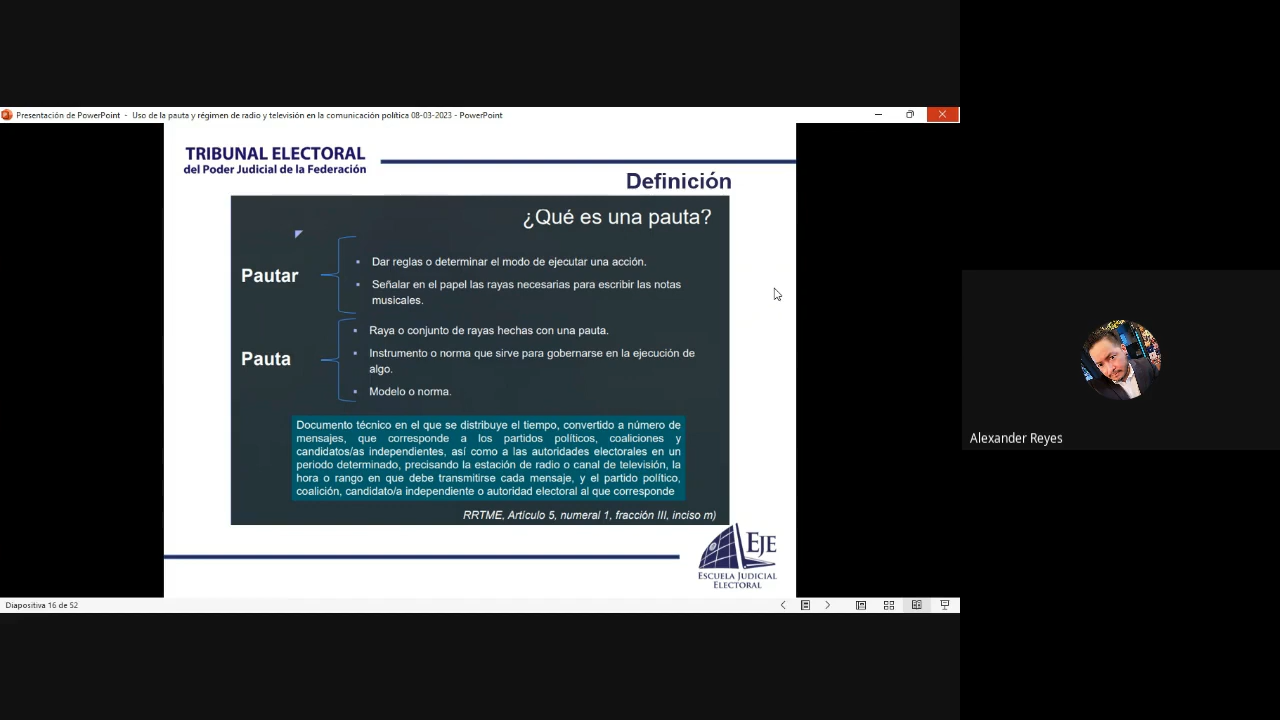 Presentación de PowerPoint - Uso de la pauta y régimen de radio y televisión en la comunicación política 08-03-2023 - PowerPoint
TRIBUNAL ELECTORAL
del Poder Judicial de la Federación
Definición
¿Qué es una pauta?
Pautar
Dar reglas o determinar el modo de ejecutar una acción.
Señalar en el papel las rayas necesarias para escribir las notas
musicales.
Pauta
Raya o conjunto de rayas hechas con una pauta.
Instrumento o norma que sirve para gobernarse en la ejecución de
algo.
Modelo o norma.
Documento técnico en el que se distribuye el tiempo, convertido a número de
mensajes, que corresponde a los partidos políticos, coaliciones y
candidatos/as independientes, así como a las autoridades electorales en un
periodo determinado, precisando la estación de radio o canal de televisión, la
hora o rango en que debe transmitirse cada mensaje, y el partido político,
coalición, candidato/a independiente o autoridad electoral al que corresponde
RRTME, Artículo 5, numeral 1, fracción III, inciso m)
EJE
ESCUELA JUDICIAL
ELECTORAL
Diapositiva 16 de 52
Alexander Reyes